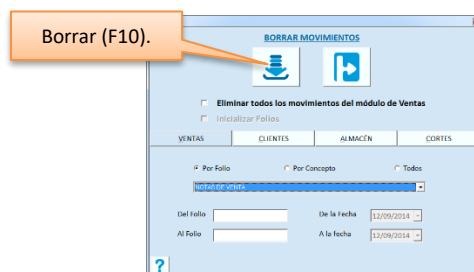 Borrar (F10).
BORRAR MOVIMIENTOS
Eliminar todos los movimientos del módulo de Ventas
Inicializar Folios
VENTAS CLIENTES ALMACÉN CORTES
Por Folio Por Concepto Todos
NOTAS DE VENTA
Del Folio De la Fecha 12/09/2014
Al Folio A la fecha 12/09/2014
?